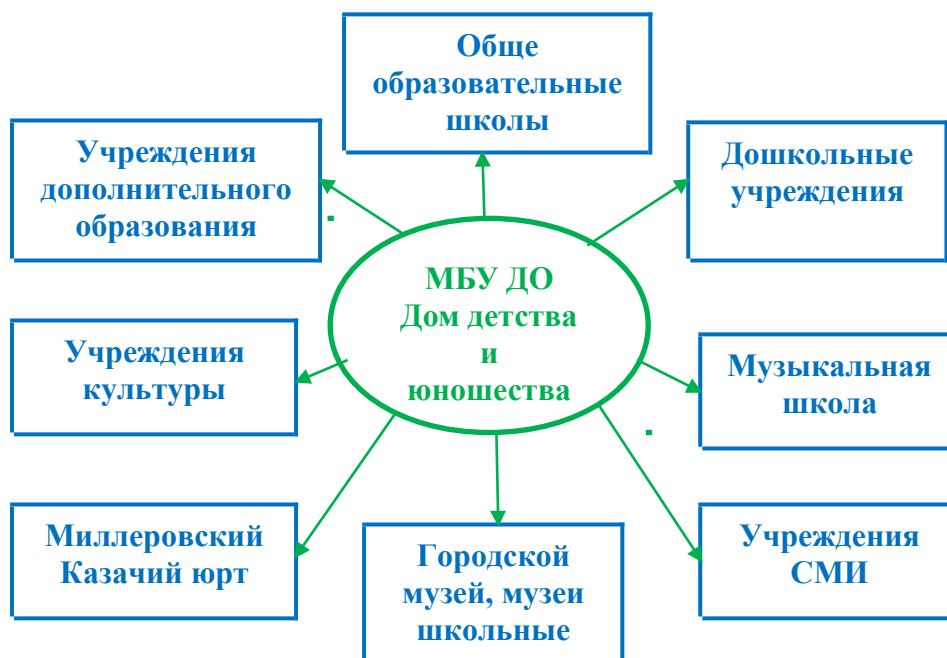 Обще
образовательные
школы
Учреждения
дополнительного
образования
Дошкольные
учреждения
МБУ ДО
Дом детства
и
юношества
Учреждения
культуры
Музыкальная
школа
Миллеровский
Казачий юрт
Городской
музей, музеи
школьные
Учреждения
СМИ